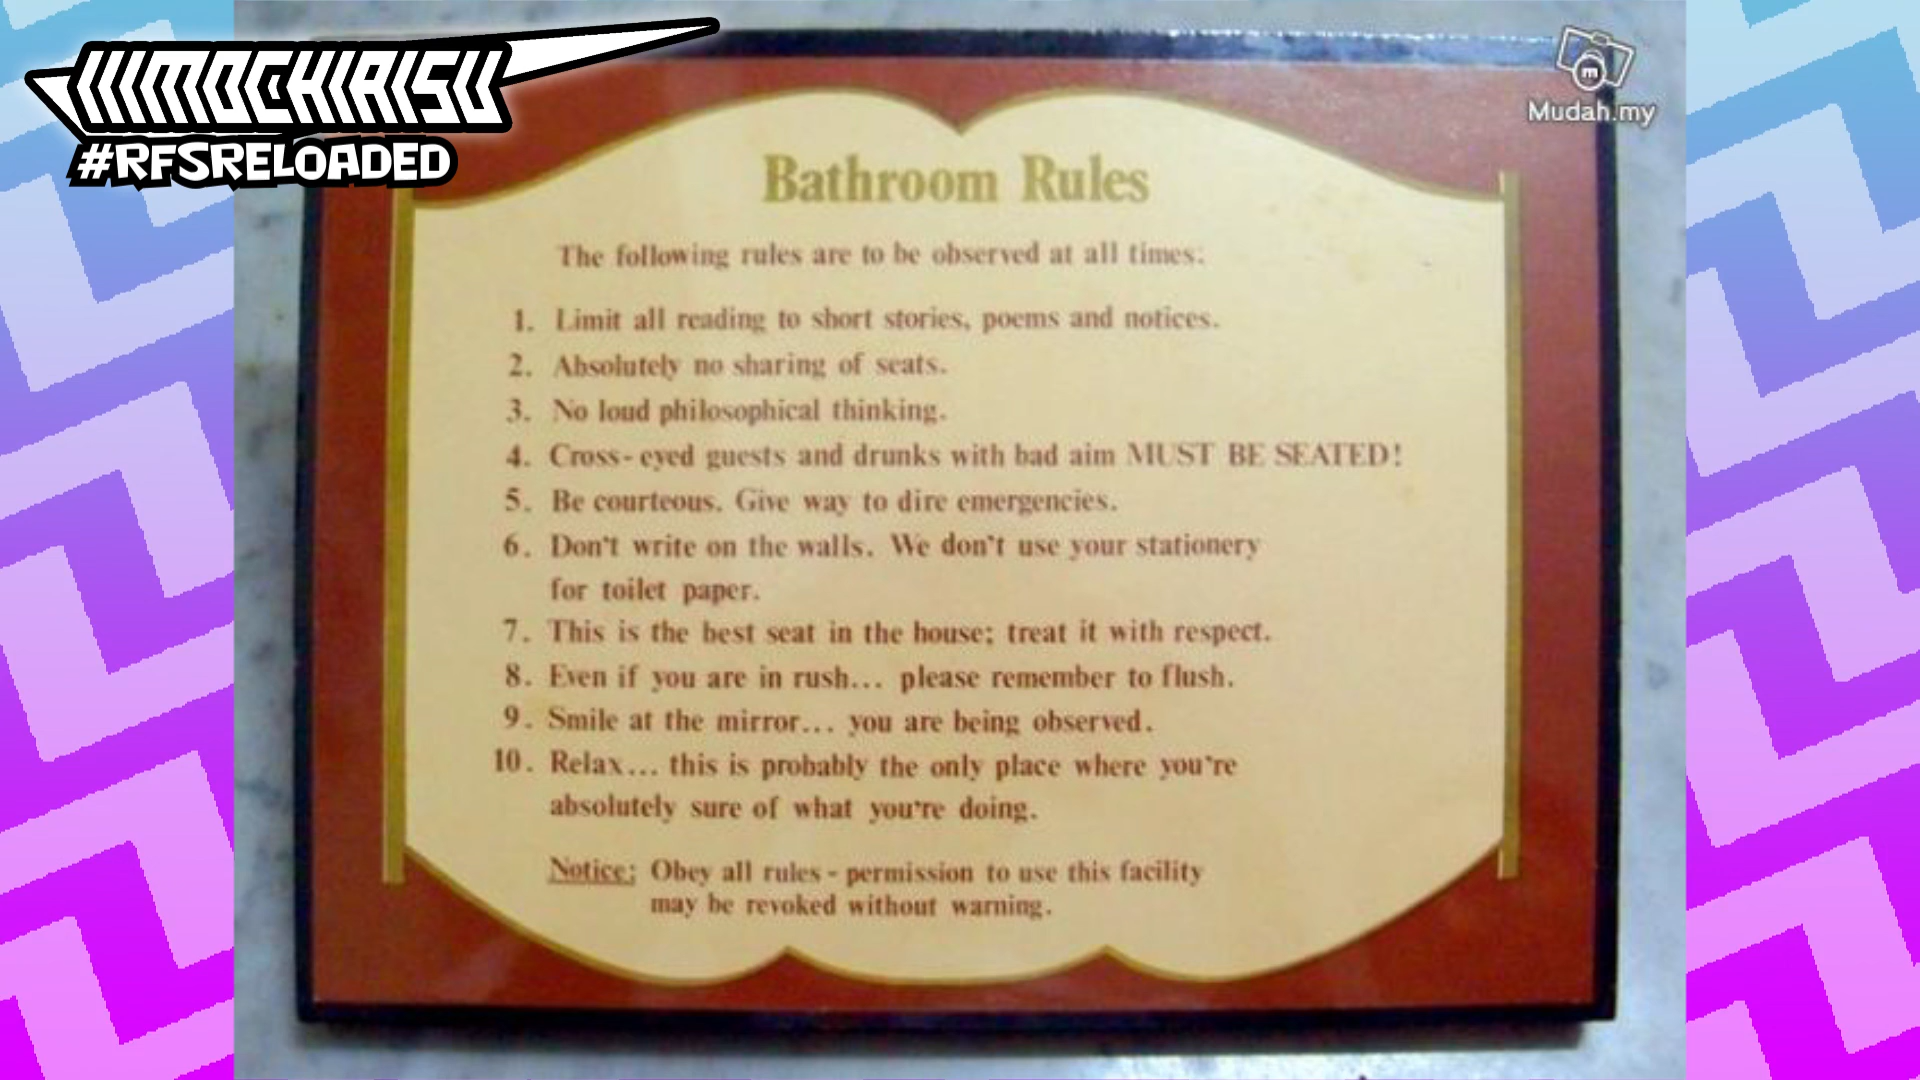 IIIMOCHIRISU
#RFSRELOADED
Mudah.my
Bathroom Rules
The following rules are to be observed at all times:
1. Limit all reading to short stories, poems and notices.
2. Absolutely no sharing of seats.
3. No loud philosophical thinking.
4. Cross-eyed guests and drunks with bad aim MUST BE SEATED!
5. Be courteous. Give way to dire emergencies.
6. Don't write on the walls. We don't use your stationery
for toilet paper.
7. This is the best seat in the house; treat it with respect.
8. Even if you are in rush... please remember to flush.
9. Smile at the mirror... you are being observed.
10. Relax... this is probably the only place where you're
absolutely sure of what you're doing.
Notice: Obey all rules - permission to use this facility
may be revoked without warning.